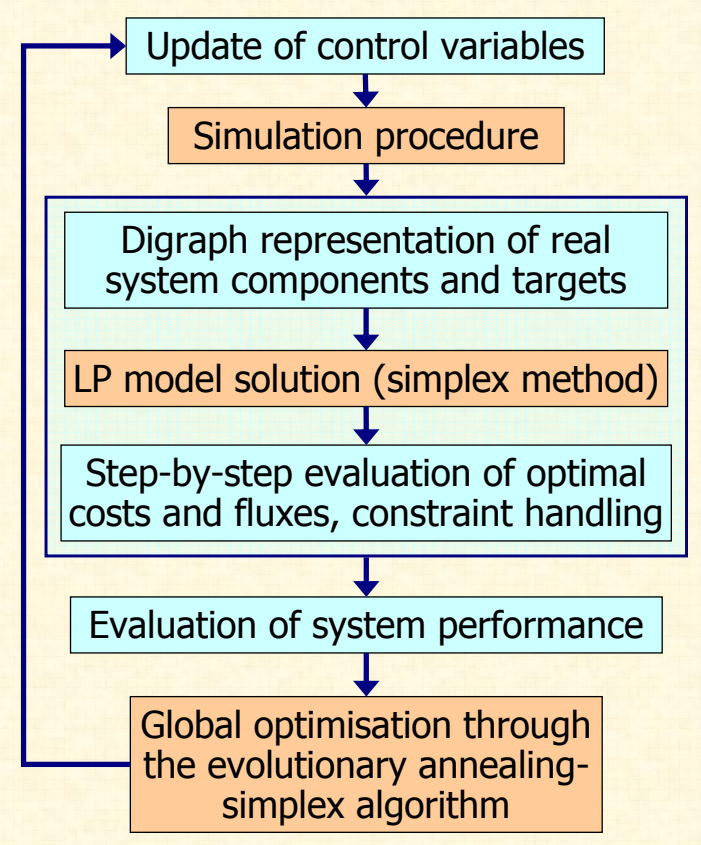 Update of control variables
Simulation procedure
Digraph representation of real
system components and targets
LP model solution (simplex method)
Step-by-step evaluation of optimal
costs and fluxes, constraint handling
Evaluation of system performance
Global optimisation through
the evolutionary annealing-
simplex algorithm